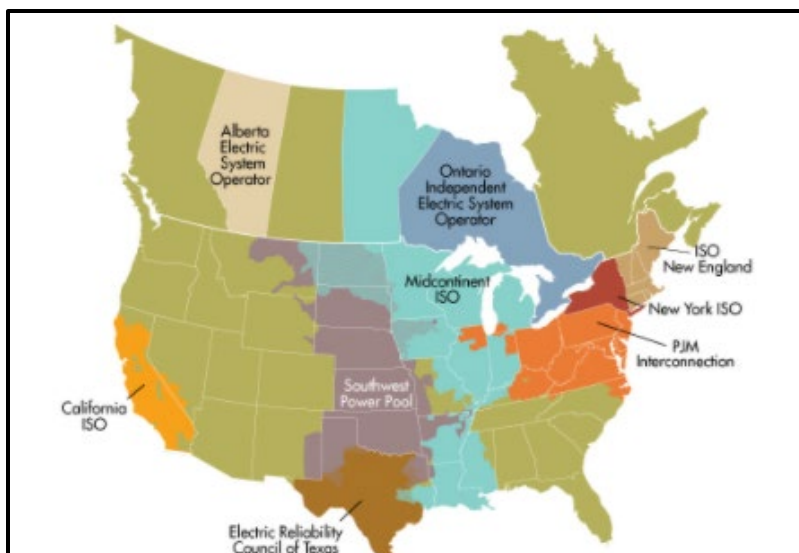 Alberta
Electric
System
Operator
Ontario
Independent
Electric System
Operator
ISO
New England
Midcontinent
ISO
New York ISO
PJM
Interconnection
Southwest
Power Pool
California
ISO
Electric Reliability
Council of Texas